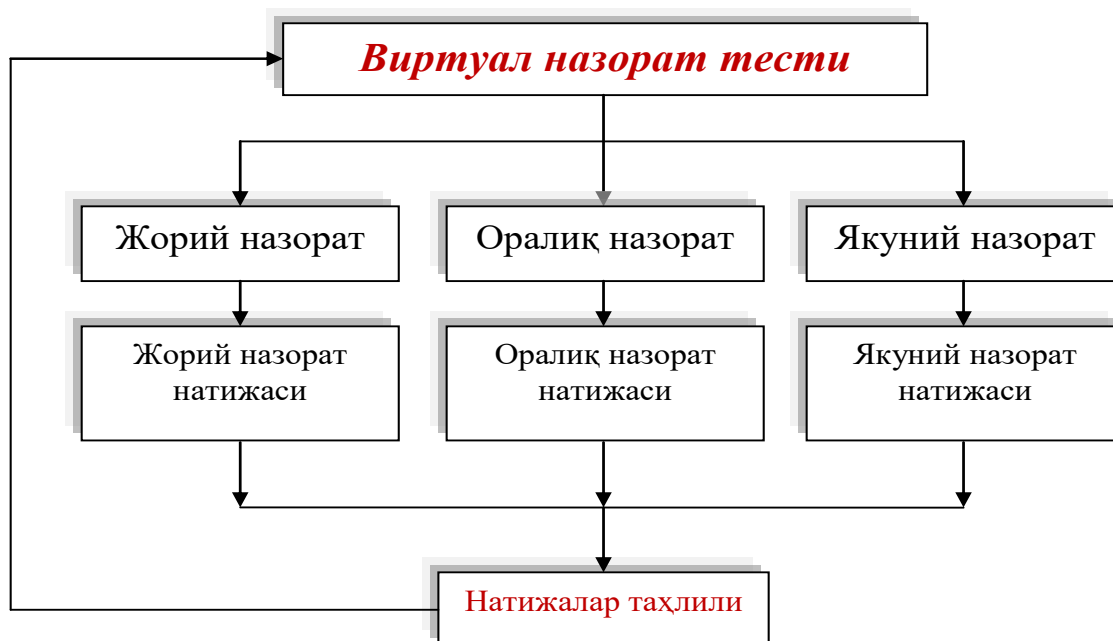 Виртуал назорат тести
Жорий назорат
Оралиқ назорат
Якуний назорат
Жорий назорат
натижаси
Оралиқ назорат
натижаси
Якуний назорат
натижаси
Натижалар таҳлили